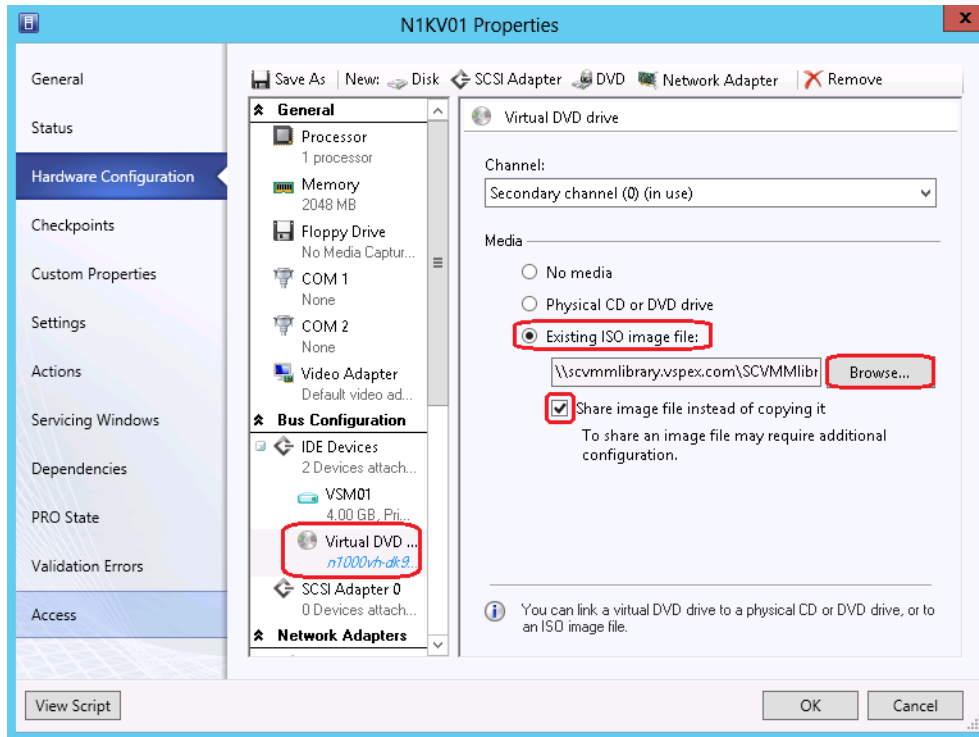 N1KV01 Properties
x
General
Status
Hardware Configuration
Checkpoints
Custom Properties
Settings
Actions
Servicing Windows
Dependencies
PRO State
Validation Errors
Access
Save As New: Disk SCSI Adapter DVD Network Adapter Remove
General
Processor
1 processor
Memory
2048 MB
Floppy Drive
No Media Captur...
COM 1
None
COM 2
None
Video Adapter
Default video ad...
Bus Configuration
IDE Devices
2 Devices attach...
VSM01
4.00 GB, Pri...
Virtual DVD ...
n1000vh-dk9...
SCSI Adapter 0
0 Devices attach...
Network Adapters
Virtual DVD drive
Channel:
Secondary channel (0) (in use)
Media
No media
Physical CD or DVD drive
Existing ISO image file:
\\scvmmlibrary.vspex.com\SCVMMlibr
Browse...
Share image file instead of copying it
To share an image file may require additional
configuration.
You can link a virtual DVD drive to a physical CD or DVD drive, or to
an ISO image file.
View Script
OK
Cancel